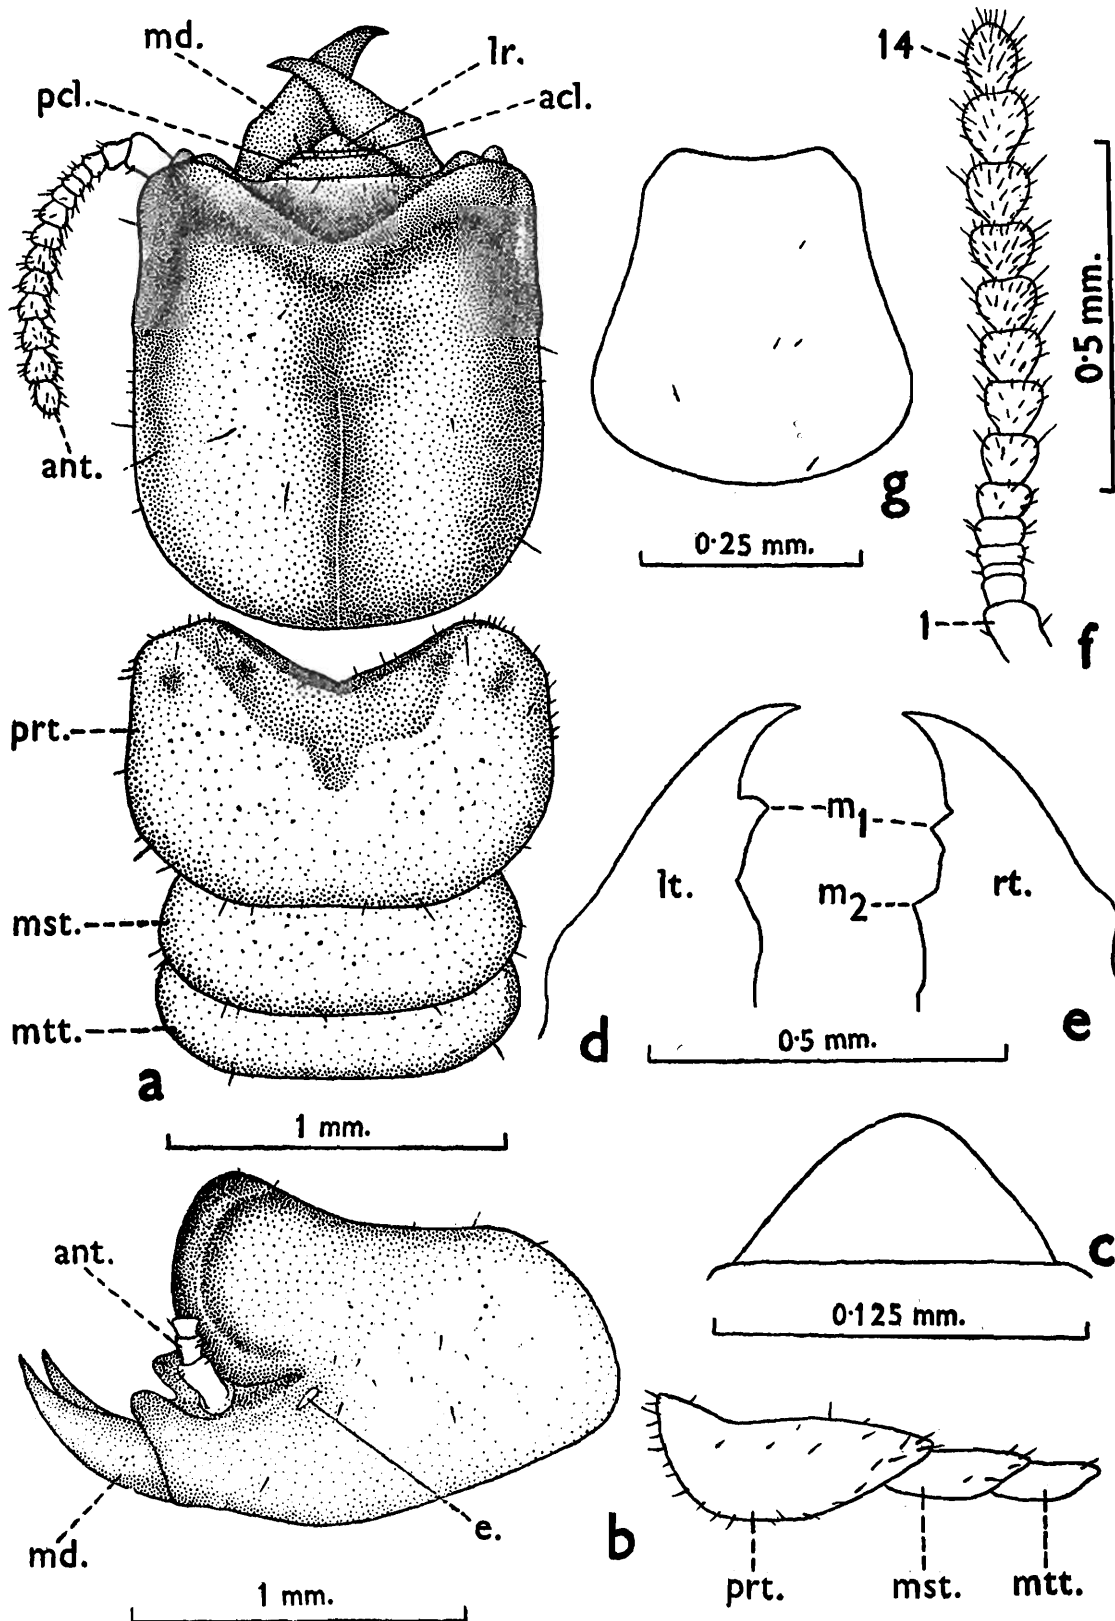 md.
lr.
pcl.
acl.
ant.
14
0·5 mm.
g
0·25 mm.
1
f
prt.
m1
lt.
m2
rt.
mst.
mtt.
d
e
0·5 mm.
a
1 mm.
c
0·125 mm.
ant.
md.
e.
b
prt.
mst.
mtt.
1 mm.